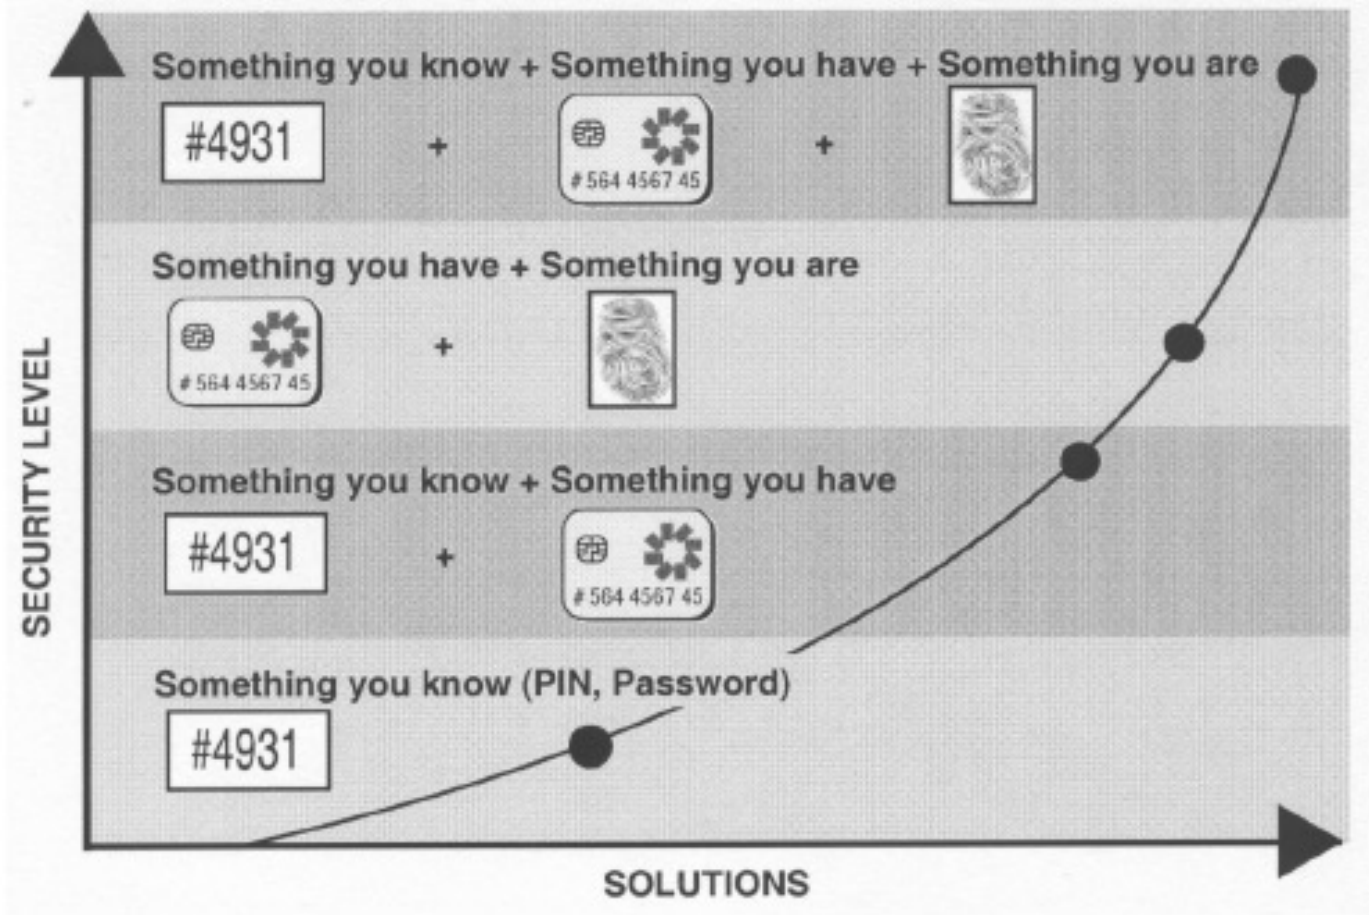 Something you know + Something you have + Something you are
#4931 + # 564 4567 45 +
Something you have + Something you are
# 564 4567 45 +
Something you know + Something you have
#4931 + # 564 4567 45
Something you know (PIN, Password)
#4931
SECURITY LEVEL
SOLUTIONS